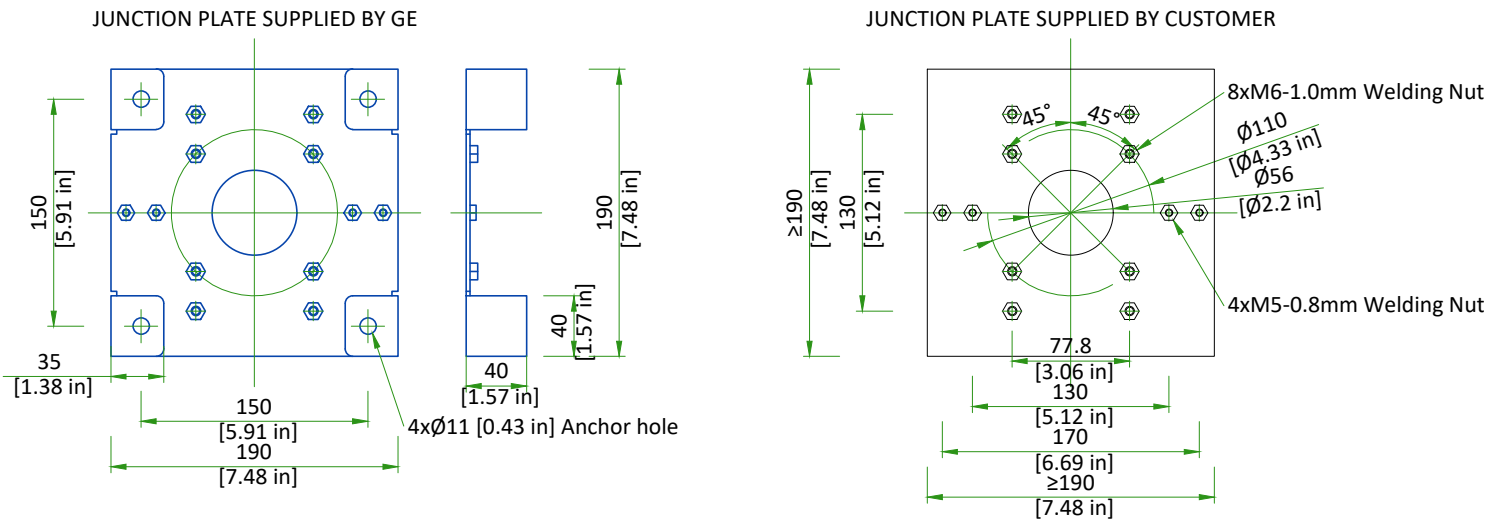 JUNCTION PLATE SUPPLIED BY GE
150
[5.91 in]
35
[1.38 in]
150
[5.91 in]
190
[7.48 in]
4xØ11 [0.43 in] Anchor hole
190
[7.48 in]
40
[1.57 in]
40
[1.57 in]
JUNCTION PLATE SUPPLIED BY CUSTOMER
8xM6-1.0mm Welding Nut
45°
45°
Ø110
[Ø4.33 in]
Ø56
[Ø2.2 in]
≥190
[7.48 in]
130
[5.12 in]
4xM5-0.8mm Welding Nut
77.8
[3.06 in]
130
[5.12 in]
170
[6.69 in]
≥190
[7.48 in]